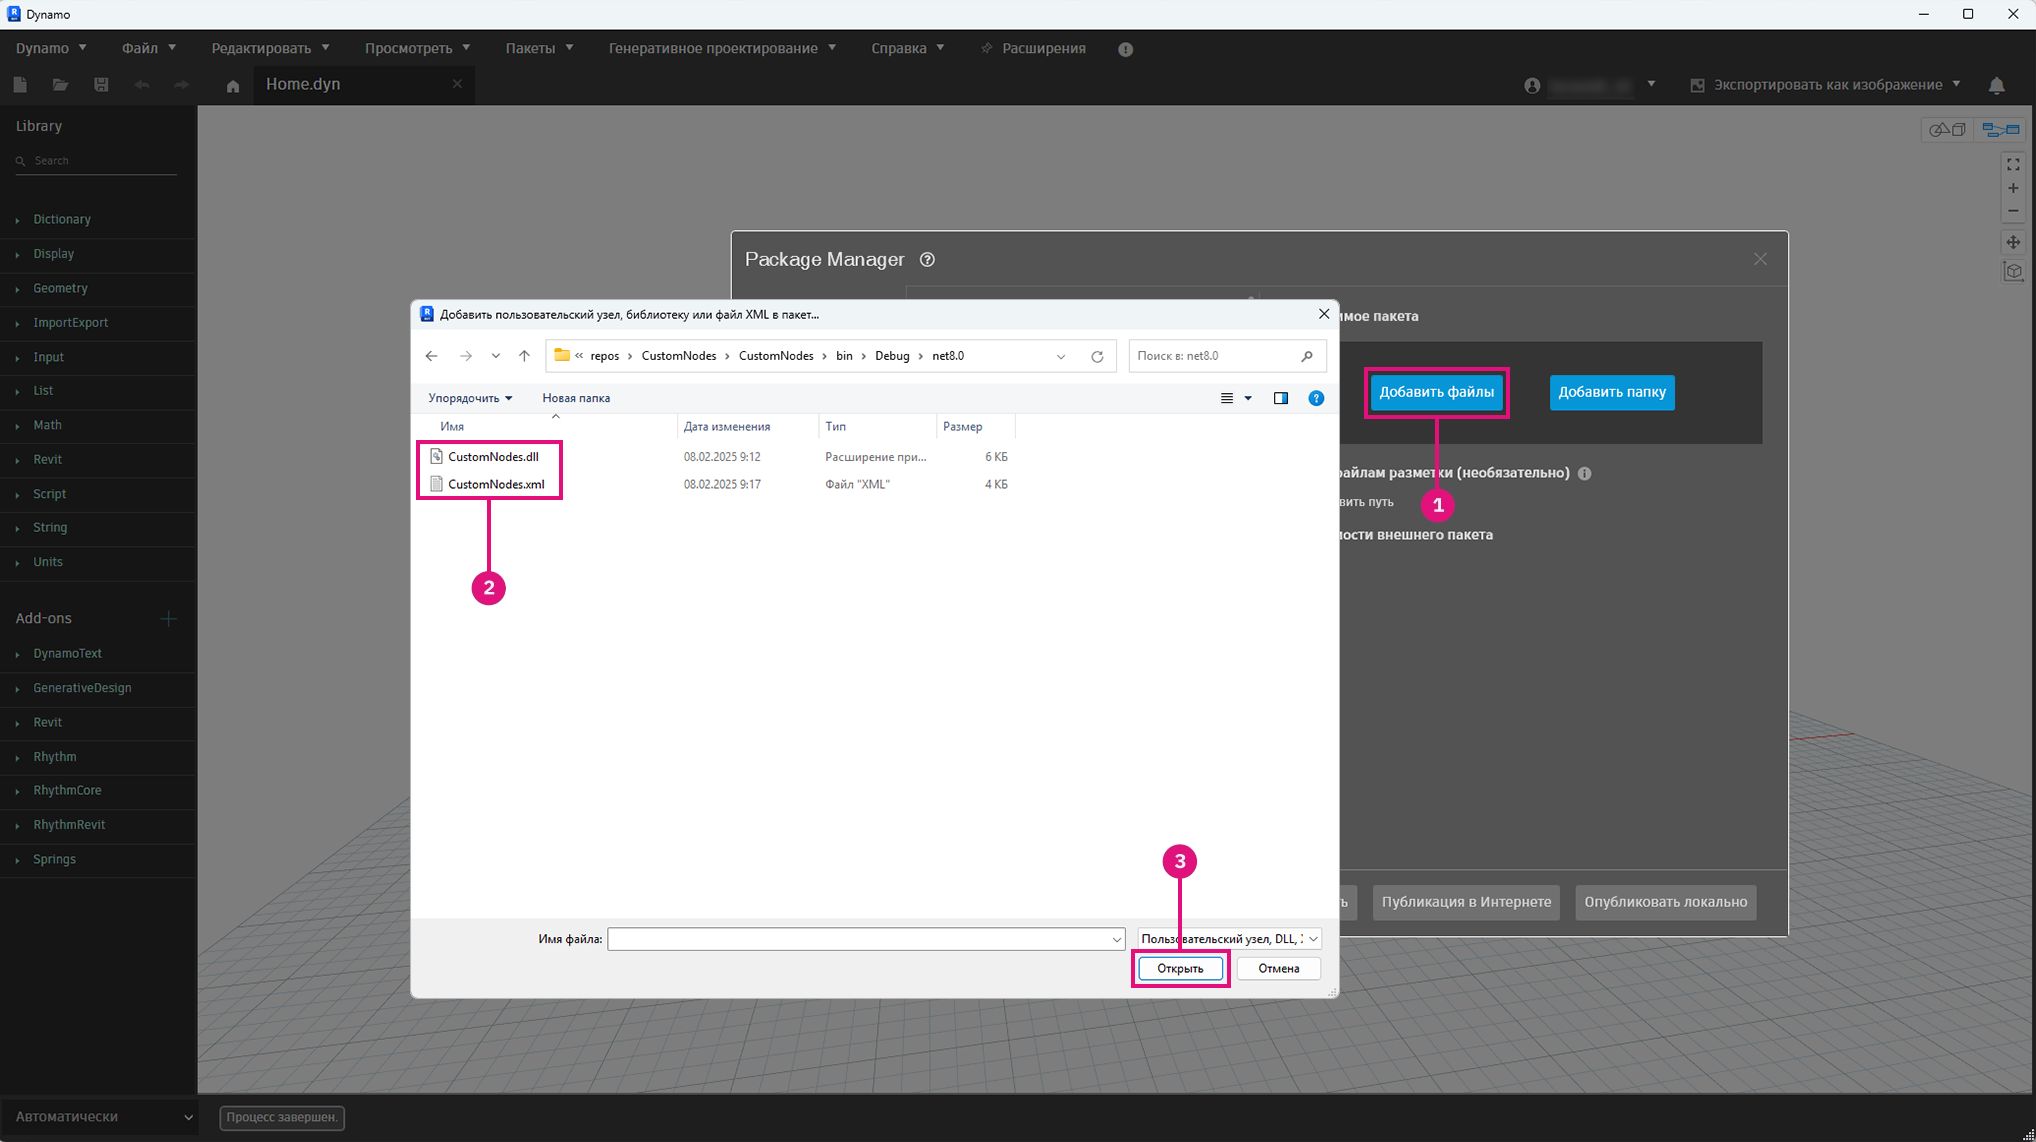 Dynamo
Dynamo Файл Редактировать Просмотреть Пакеты Генеративное проектирование Справка Расширения
Home.dyn
Экспортировать как изображение
Library
Search
Dictionary
Display
Geometry
ImportExport
Input
List
Math
Revit
Script
String
Units
Add-ons
DynamoText
GenerativeDesign
Revit
Rhythm
RhythmCore
RhythmRevit
Springs
Package Manager
имое пакета
Добавить файлы
Добавить папку
айлам разметки (необязательно)
вить путь
1
ости внешнего пакета
ь
Публикация в Интернете
Опубликовать локально
Добавить пользовательский узел, библиотеку или файл XML в пакет...
« repos › CustomNodes › CustomNodes › bin › Debug › net8.0
Поиск в: net8.0
Упорядочить
Новая папка
Имя Дата изменения Тип Размер
CustomNodes.dll 08.02.2025 9:12 Расширение при... 6 КБ
CustomNodes.xml 08.02.2025 9:17 Файл "XML" 4 КБ
2
3
Имя файла:
Пользовательский узел, DLL,
Открыть
Отмена
Автоматически
Процесс завершен.